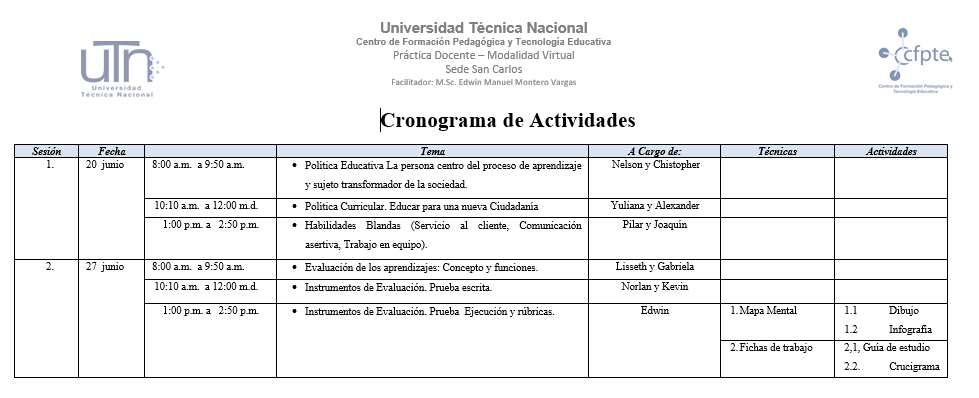 Universidad Técnica Nacional
Centro de Formación Pedagógica y Tecnología Educativa
Práctica Docente – Modalidad Virtual
Sede San Carlos
Facilitador: M.Sc. Edwin Manuel Montero Vargas
UTN
Universidad
Técnica Nacional
cfpte
Centro de Formación Pedagógica y
Tecnología Educativa
Cronograma de Actividades
Sesión Fecha Tema A Cargo de: Técnicas Actividades
1. 20 junio 8:00 a.m. a 9:50 a.m. • Política Educativa La persona centro del proceso de aprendizaje Nelson y Chistopher
y sujeto transformador de la sociedad.
10:10 a.m. a 12:00 m.d. • Política Curricular. Educar para una nueva Ciudadanía Yuliana y Alexander
1:00 p.m. a 2:50 p.m. • Habilidades Blandas (Servicio al cliente, Comunicación Pilar y Joaquín
asertiva, Trabajo en equipo).
2. 27 junio 8:00 a.m. a 9:50 a.m. • Evaluación de los aprendizajes: Concepto y funciones. Lisseth y Gabriela
10:10 a.m. a 12:00 m.d. • Instrumentos de Evaluación. Prueba escrita. Norlan y Kevin
1:00 p.m. a 2:50 p.m. • Instrumentos de Evaluación. Prueba Ejecución y rúbricas. Edwin 1. Mapa Mental 1.1 Dibujo
1.2 Infografía
2. Fichas de trabajo 2,1, Guía de estudio
2.2. Crucigrama